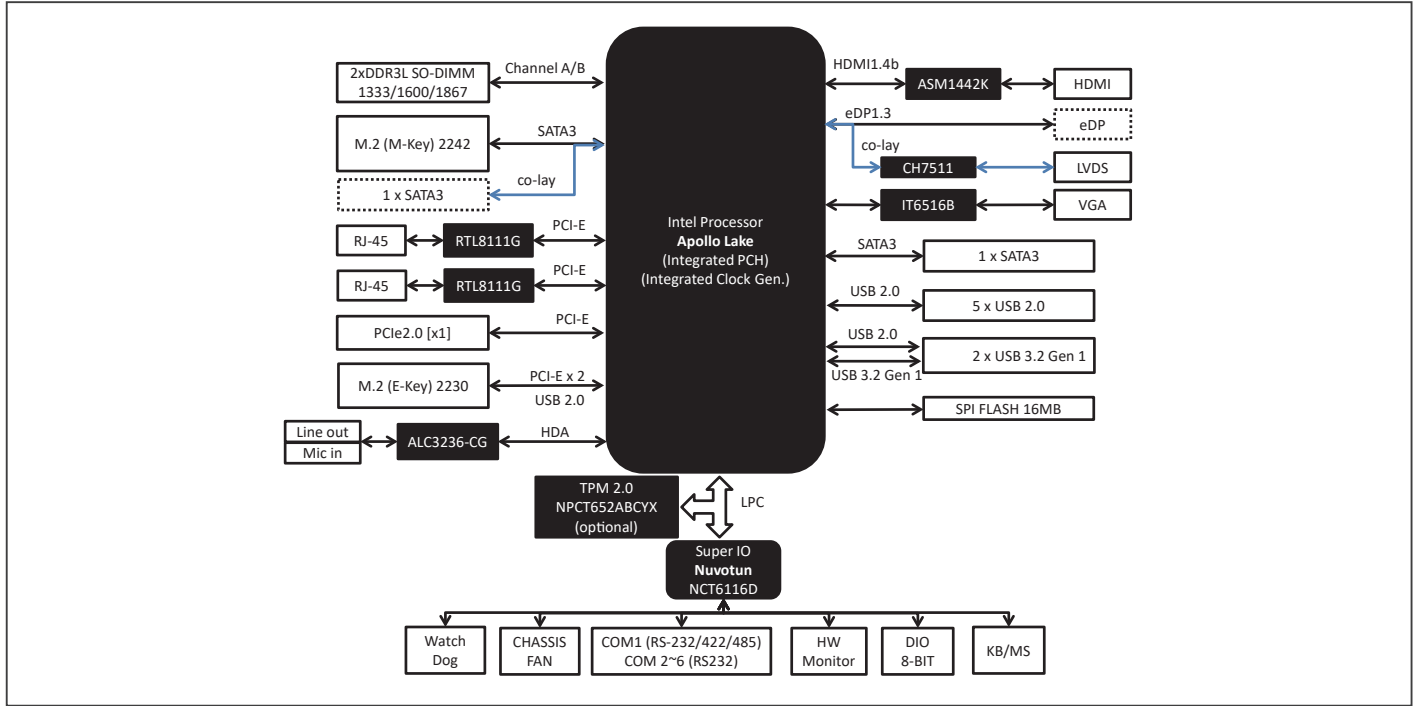 2xDDR3L SO-DIMM
1333/1600/1867
Channel A/B
M.2 (M-Key) 2242
SATA3
1 x SATA3
co-lay
RJ-45
RTL8111G
PCI-E
RJ-45
RTL8111G
PCI-E
PCIe2.0 [x1]
PCI-E
M.2 (E-Key) 2230
PCI-E x 2
USB 2.0
Line out
Mic in
ALC3236-CG
HDA
Intel Processor
Apollo Lake
(Integrated PCH)
(Integrated Clock Gen.)
HDMI1.4b
ASM1442K
HDMI
eDP1.3
eDP
co-lay
CH7511
LVDS
IT6516B
VGA
SATA3
1 x SATA3
USB 2.0
5 x USB 2.0
USB 2.0
2 x USB 3.2 Gen 1
USB 3.2 Gen 1
SPI FLASH 16MB
TPM 2.0
NPCT652ABCYX
(optional)
LPC
Super IO
Nuvotun
NCT6116D
Watch
Dog
CHASSIS
FAN
COM1 (RS-232/422/485)
COM 2~6 (RS232)
HW
Monitor
DIO
8-BIT
KB/MS